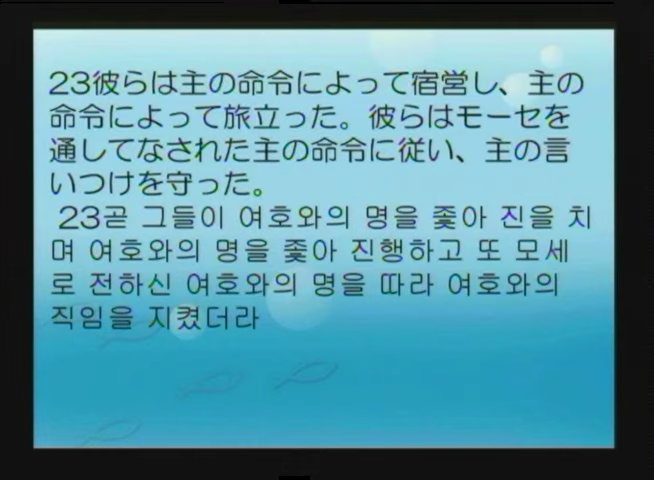 23彼らは主の命令によって宿営し、主の
命令によって旅立った。彼らはモーセを
通してなされた主の命令に従い、主の言
いつけを守った。
23곧 그들이 여호와의 명을 좇아 진을 치
며 여호와의 명을 좇아 진행하고 또 모세
로 전하신 여호와의 명을 따라 여호와의
직임을 지켰더라